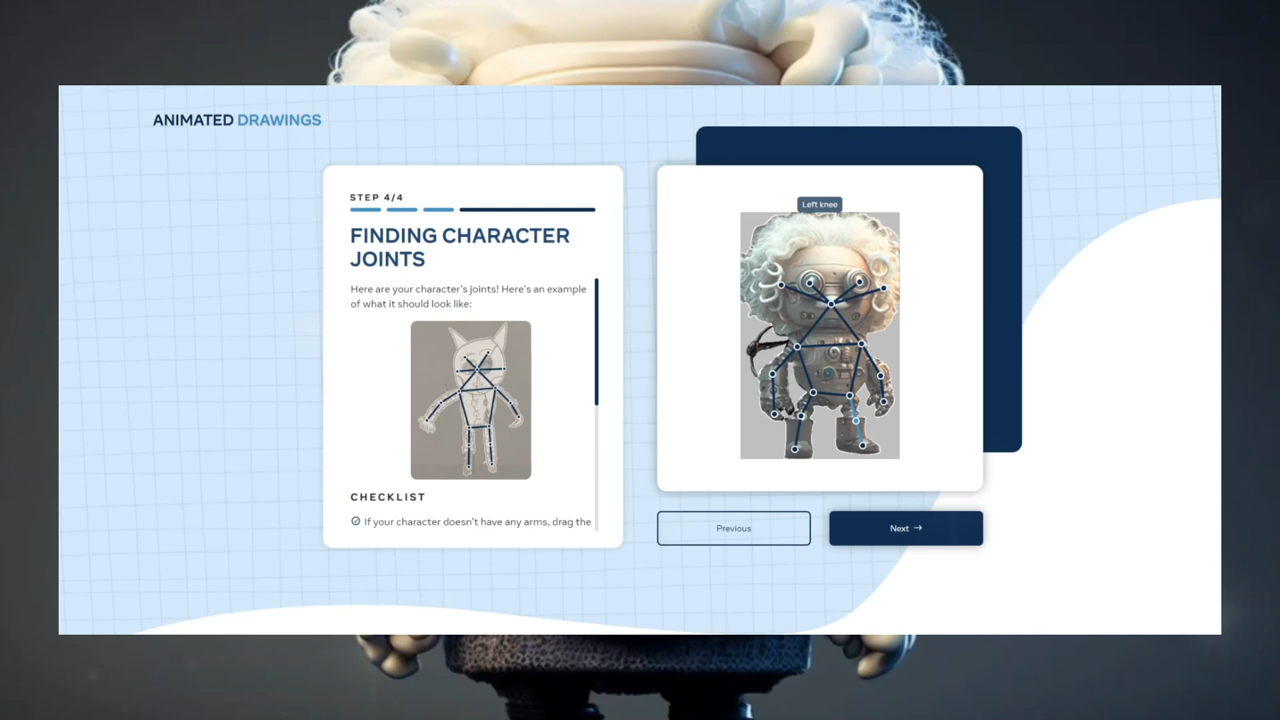 ANIMATED DRAWINGS
STEP 4/4
FINDING CHARACTER
JOINTS
Here are your character's joints! Here's an example
of what it should look like:
CHECKLIST
If your character doesn't have any arms, drag the
Left knee
Previous
Next →